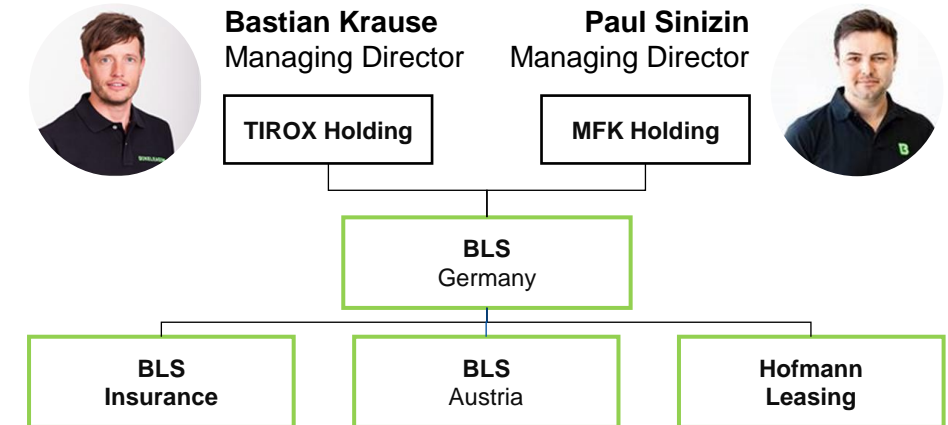 Bastian Krause
Managing Director
Paul Sinizin
Managing Director
TIROX Holding
MFK Holding
BLS
Germany
BLS
Insurance
BLS
Austria
Hofmann
Leasing